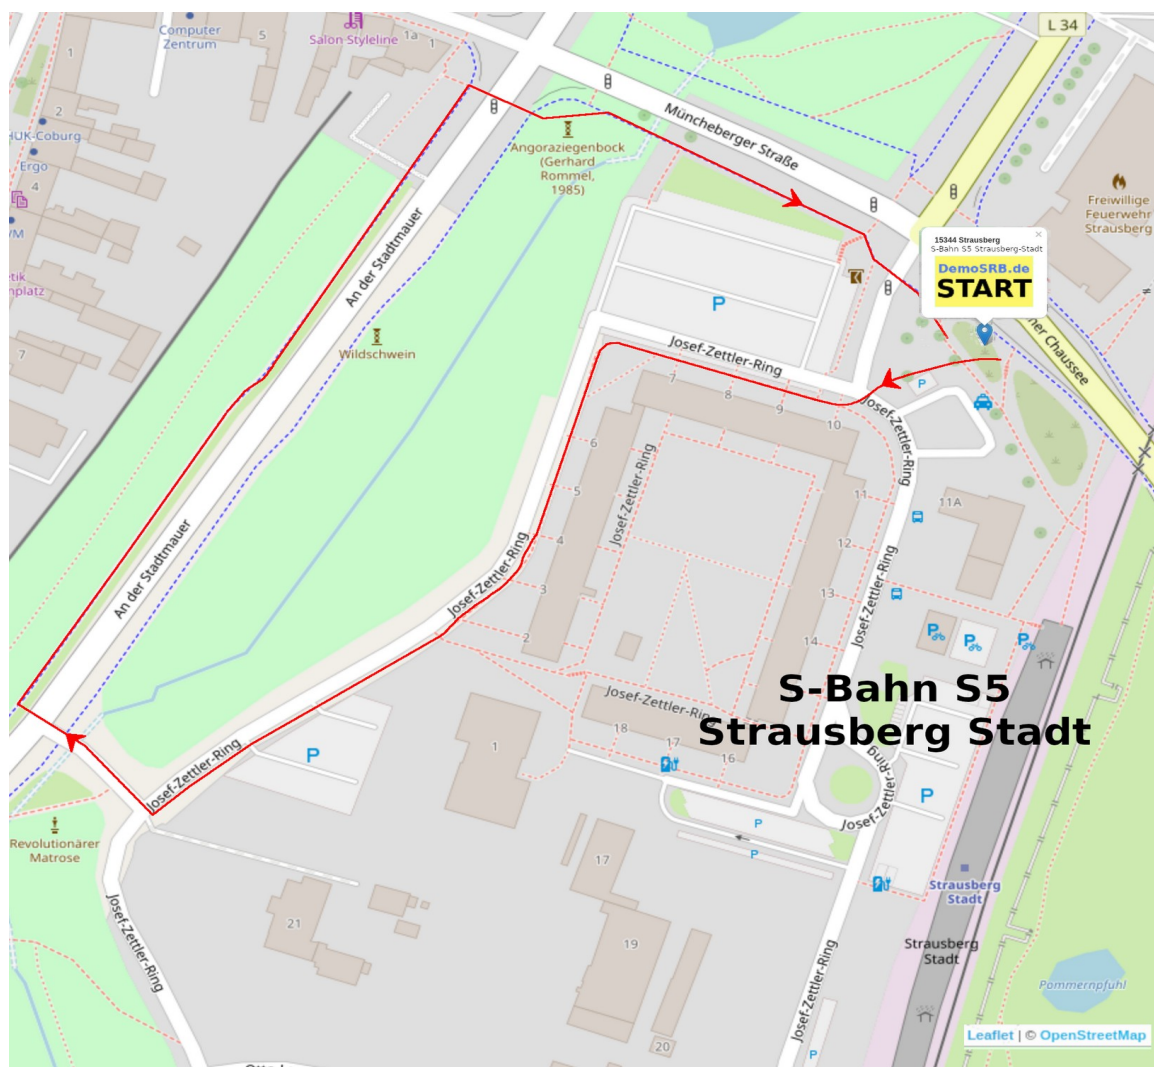 Computer
Zentrum
5
Salon Styleline
1a
1
1
L 34
2
HUK-Coburg
Ergo
4
VM
7
Müncheberger Straße
Angoraziegenbock
(Gerhard
Rommel,
1985)
Freiwillige
Feuerwehr
Strausberg
15344 Strausberg
S-Bahn S5 Strausberg-Stadt
DemoSRB.de
START
×
An der Stadtmauer
Wildschwein
P
Josef-Zettler-Ring
7
8
9
10
P
Josef-Zettler-Ring
6
5
4
3
2
Josef-Zettler-Ring
11
12
13
14
11A
Josef-Zettler-Ring
An der Stadtmauer
Josef-Zettler-Ring
P
P
P
S-Bahn S5
Strausberg Stadt
Josef-Zettler-Ring
18
17
16
1
P
Josef-Zettler-Ring
Josef-Zettler-Ring
Josef-Zettler-Ring
P
P
P
Revolutionärer
Matrose
17
21
19
20
Josef-Zettler-Ring
Josef-Zettler-Ring
P
Strausberg
Stadt
Strausberg
Stadt
Pommernpfuhl
Leaflet | © OpenStreetMap